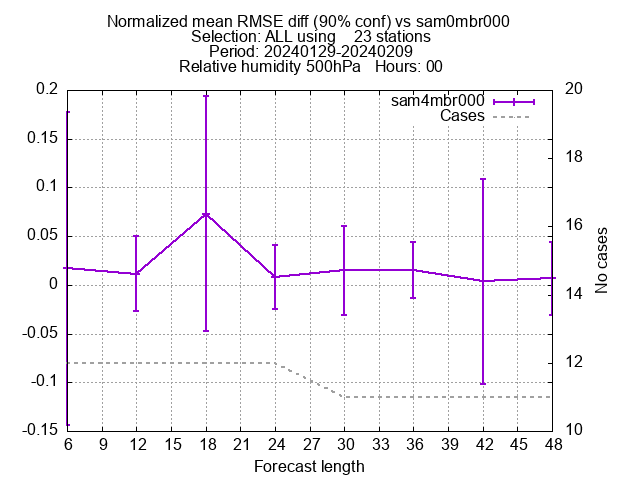 Normalized mean RMSE diff (90% conf) vs sam0mbr000
Selection: ALL using    23 stations
Period: 20240129-20240209
Relative humidity 500hPa   Hours: 00
sam4mbr000
Cases
0.2
0.15
0.1
0.05
0
-0.05
-0.1
-0.15
20
18
16
14
12
10
No cases
6 12 15 18 21 24 27 30 33 36 39 42 45 48
Forecast length